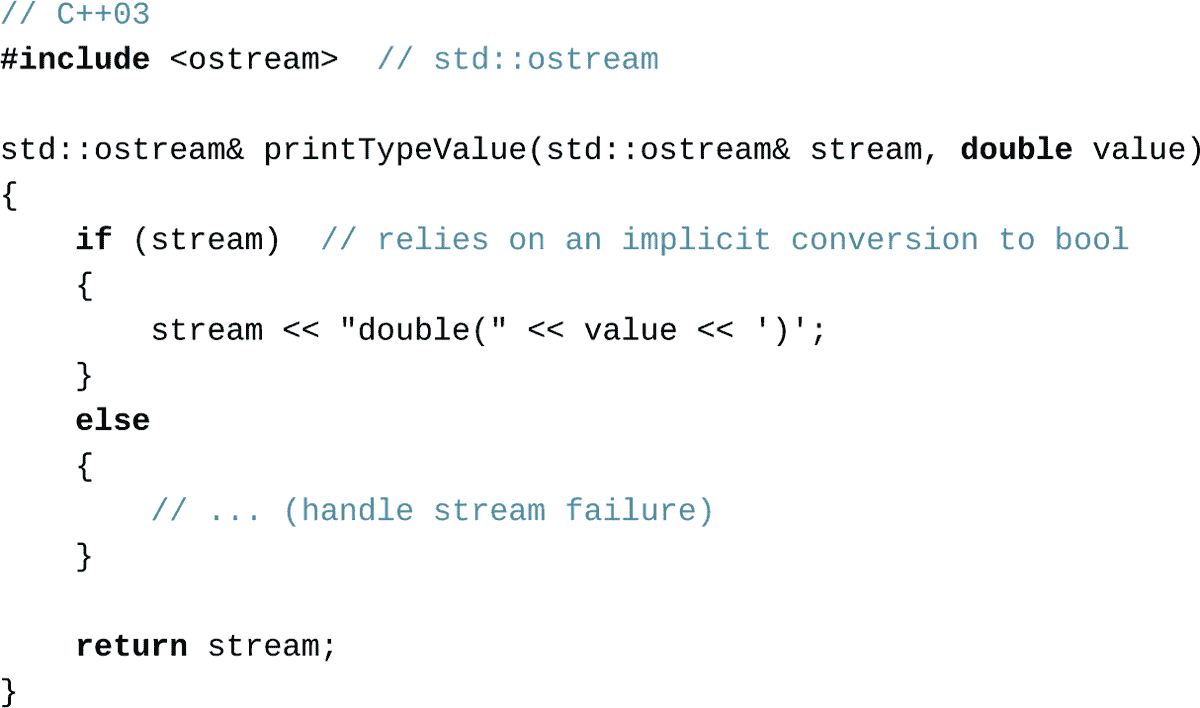 // C++03
#include <ostream>  // std::ostream

std::ostream& printTypeValue(std::ostream& stream, double value)
{
    if (stream)  // relies on an implicit conversion to bool
    {
        stream << "double(" << value << ')';
    }
    else
    {
        // ... (handle stream failure)
    }

    return stream;
}